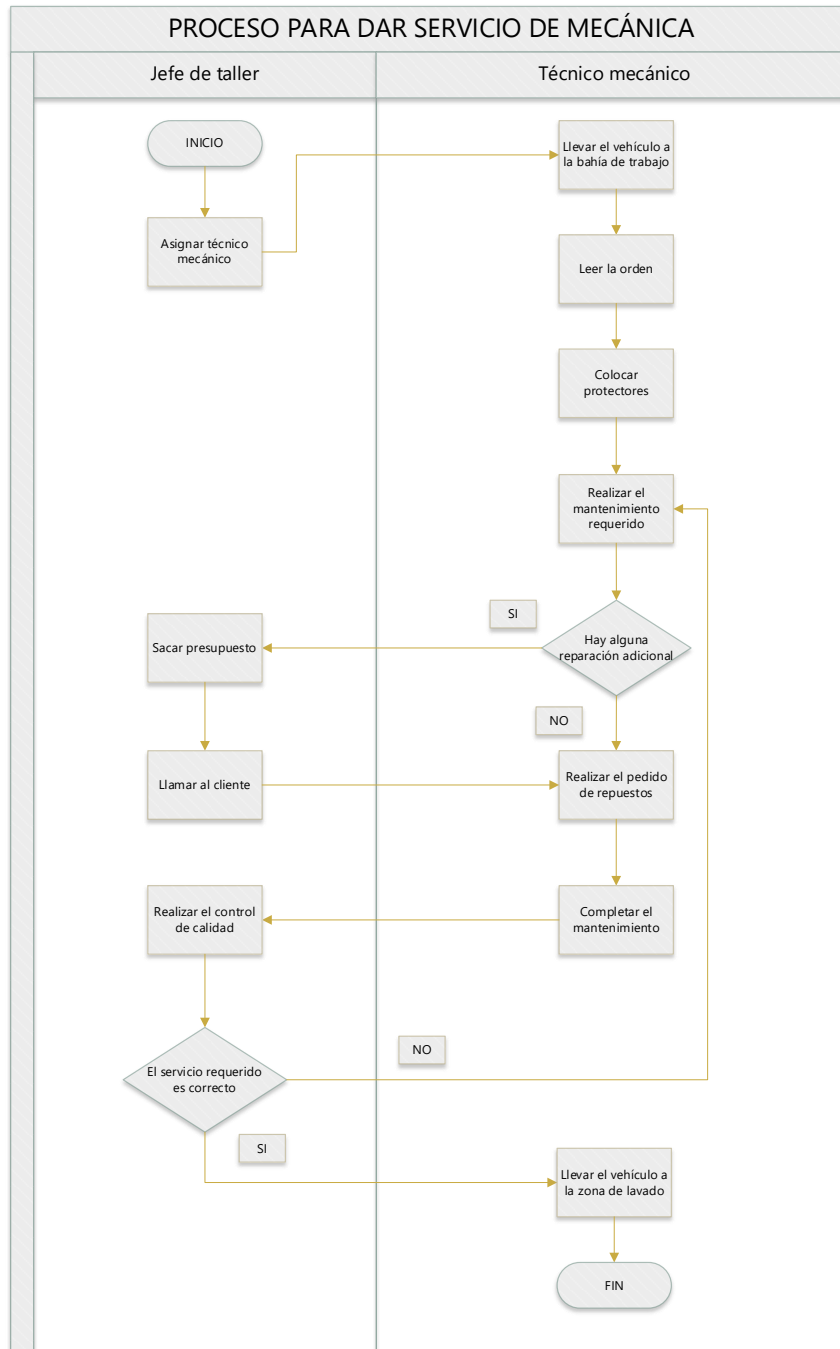 PROCESO PARA DAR SERVICIO DE MECÁNICA
Jefe de taller
Técnico mecánico
INICIO
Llevar el vehículo a
la bahía de trabajo
Asignar técnico
mecánico
Leer la orden
Colocar
protectores
Realizar el
mantenimiento
requerido
SI
Hay alguna
reparación adicional
Sacar presupuesto
NO
Llamar al cliente
Realizar el pedido
de repuestos
Realizar el control
de calidad
Completar el
mantenimiento
El servicio requerido
es correcto
NO
SI
Llevar el vehículo a
la zona de lavado
FIN